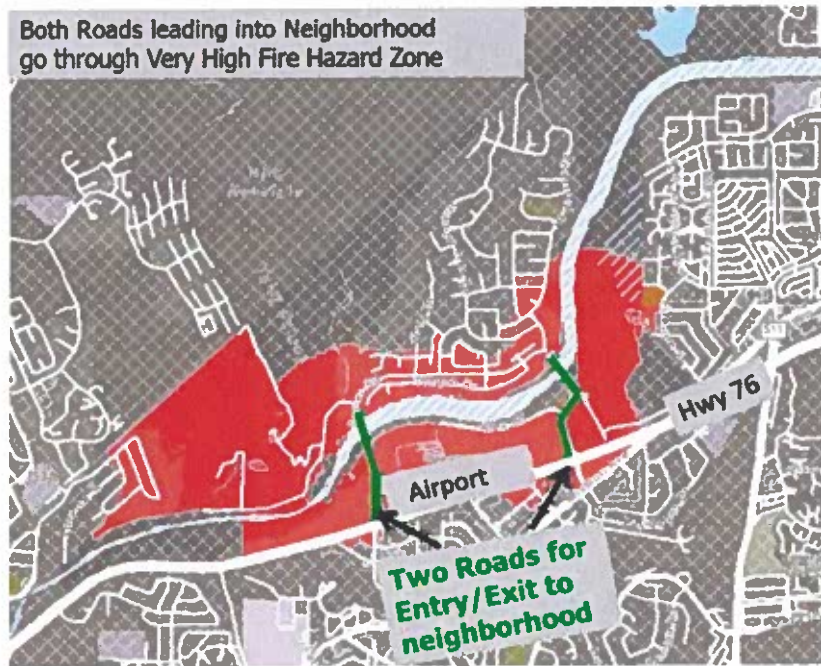 Both Roads leading into Neighborhood
go through Very High Fire Hazard Zone
Hwy 76
Airport
Two Roads for
Entry/Exit to
neighborhood